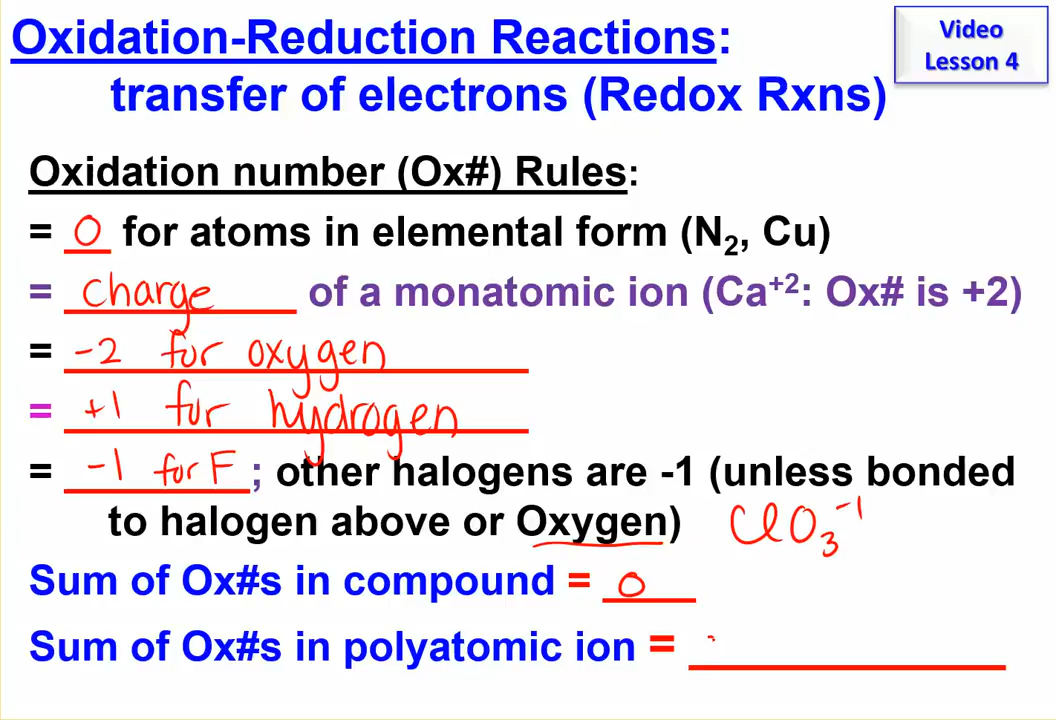 Oxidation-Reduction Reactions:
Video
Lesson 4
transfer of electrons (Redox Rxns)
Oxidation number (Ox#) Rules:
= 0 for atoms in elemental form (N₂, Cu)
= charge of a monatomic ion (Ca⁺²: Ox# is +2)
= -2 for oxygen
= +1 for hydrogen
= -1 for F; other halogens are -1 (unless bonded
to halogen above or Oxygen) ClO₃⁻¹
Sum of Ox#s in compound = 0
Sum of Ox#s in polyatomic ion =